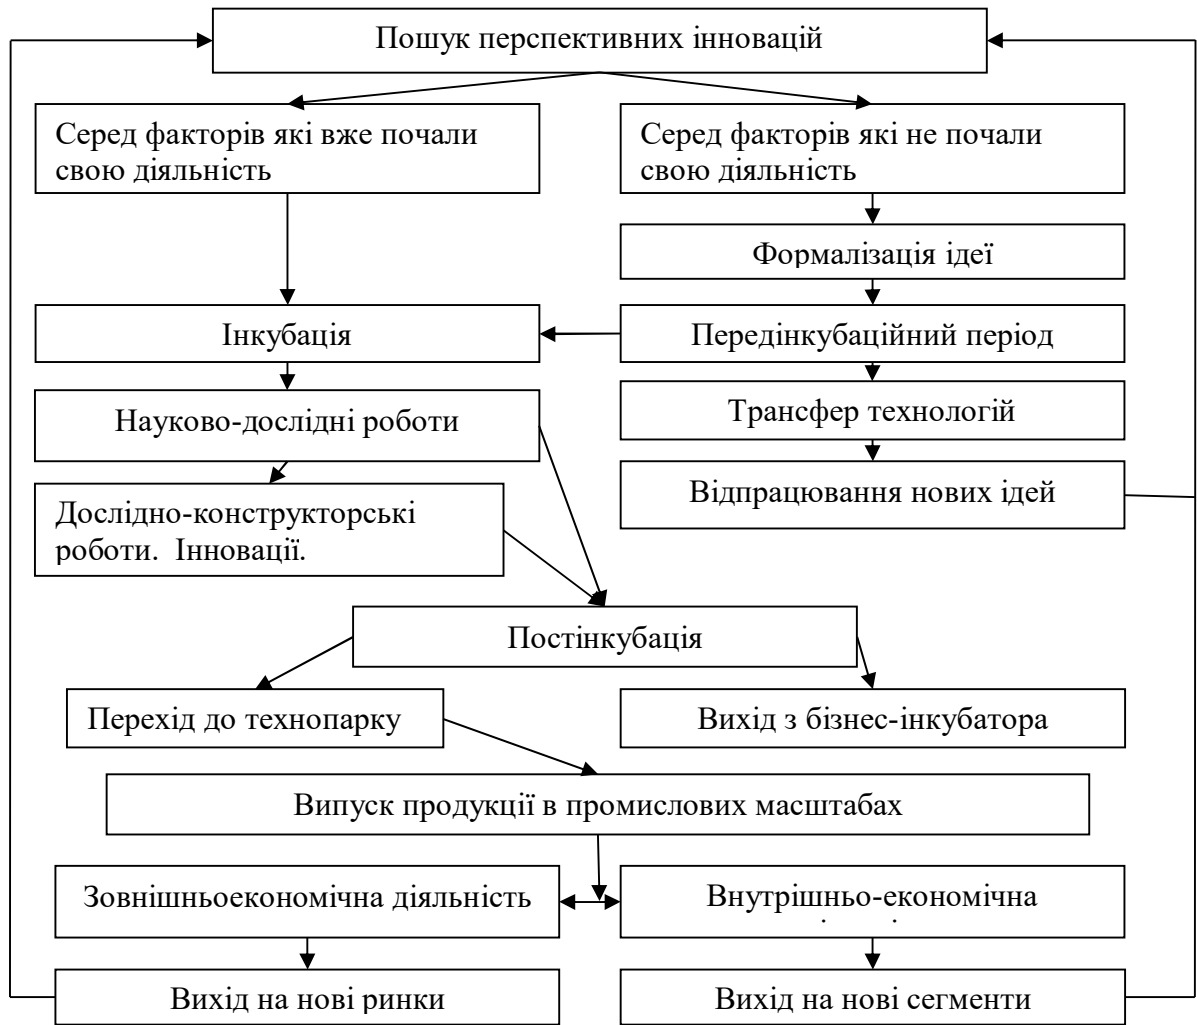 Пошук перспективних інновацій
Серед факторів які вже почали
свою діяльність
Серед факторів які не почали
свою діяльність
Формалізація ідеї
Інкубація
Передінкубаційний період
Науково-дослідні роботи
Трансфер технологій
Відпрацювання нових ідей
Дослідно-конструкторські
роботи. Інновації.
Постінкубація
Перехід до технопарку
Вихід з бізнес-інкубатора
Випуск продукції в промислових масштабах
Зовнішньоекономічна діяльність
Внутрішньо-економічна
Вихід на нові ринки
Вихід на нові сегменти